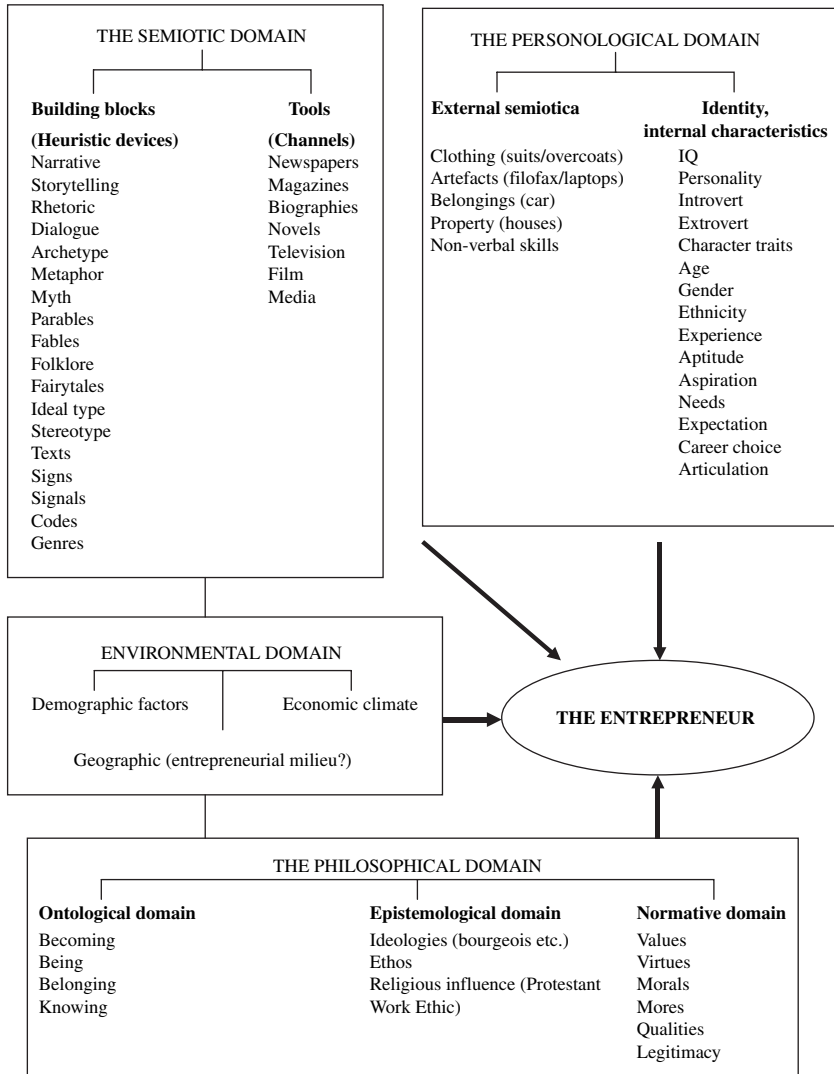 THE SEMIOTIC DOMAIN
Building blocks
(Heuristic devices)
Narrative
Storytelling
Rhetoric
Dialogue
Archetype
Metaphor
Myth
Parables
Fables
Folklore
Fairytales
Ideal type
Stereotype
Texts
Signs
Signals
Codes
Genres
Tools
(Channels)
Newspapers
Magazines
Biographies
Novels
Television
Film
Media
THE PERSONOLOGICAL DOMAIN
External semiotica
Clothing (suits/overcoats)
Artefacts (filofax/laptops)
Belongings (car)
Property (houses)
Non-verbal skills
Identity,
internal characteristics
IQ
Personality
Introvert
Extrovert
Character traits
Age
Gender
Ethnicity
Experience
Aptitude
Aspiration
Needs
Expectation
Career choice
Articulation
ENVIRONMENTAL DOMAIN
Demographic factors
Economic climate
Geographic (entrepreneurial milieu?)
THE ENTREPRENEUR
THE PHILOSOPHICAL DOMAIN
Ontological domain
Becoming
Being
Belonging
Knowing
Epistemological domain
Ideologies (bourgeois etc.)
Ethos
Religious influence (Protestant
Work Ethic)
Normative domain
Values
Virtues
Morals
Mores
Qualities
Legitimacy